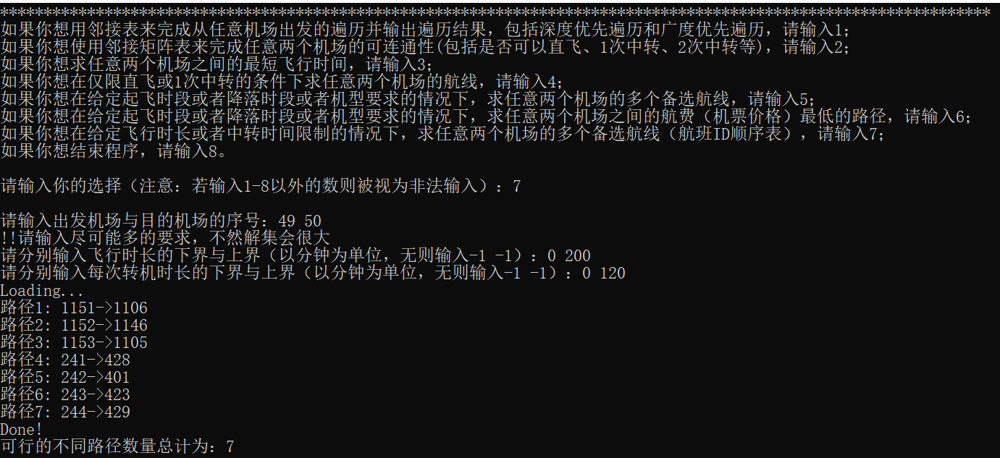 ******************************************************************************************************************
如果你想用邻接表来完成从任意机场出发的遍历并输出遍历结果，包括深度优先遍历和广度优先遍历，请输入1；
如果你想使用邻接矩阵表来完成任意两个机场的可连通性(包括是否可以直飞、1次中转、2次中转等)，请输入2；
如果你想求任意两个机场之间的最短飞行时间，请输入3；
如果你想在仅限直飞或1次中转的条件下求任意两个机场的航线，请输入4；
如果你想在给定起飞时段或者降落时段或者机型要求的情况下，求任意两个机场的多个备选航线，请输入5；
如果你想在给定起飞时段或者降落时段或者机型要求的情况下，求任意两个机场之间的航费（机票价格）最低的路径，请输入6；
如果你想在给定飞行时长或者中转时间限制的情况下，求任意两个机场的多个备选航线（航班ID顺序表），请输入7；
如果你想结束程序，请输入8。
请输入你的选择（注意：若输入1-8以外的数则被视为非法输入）：7
请输入出发机场与目的机场的序号：49 50
!!请输入尽可能多的要求，不然解集会很大
请分别输入飞行时长的下界与上界（以分钟为单位，无则输入-1 -1）：0 200
请分别输入每次转机时长的下界与上界（以分钟为单位，无则输入-1 -1）：0 120
Loading...
路径1: 1151->1106
路径2: 1152->1146
路径3: 1153->1105
路径4: 241->428
路径5: 242->401
路径6: 243->423
路径7: 244->429
Done!
可行的不同路径数量总计为：7